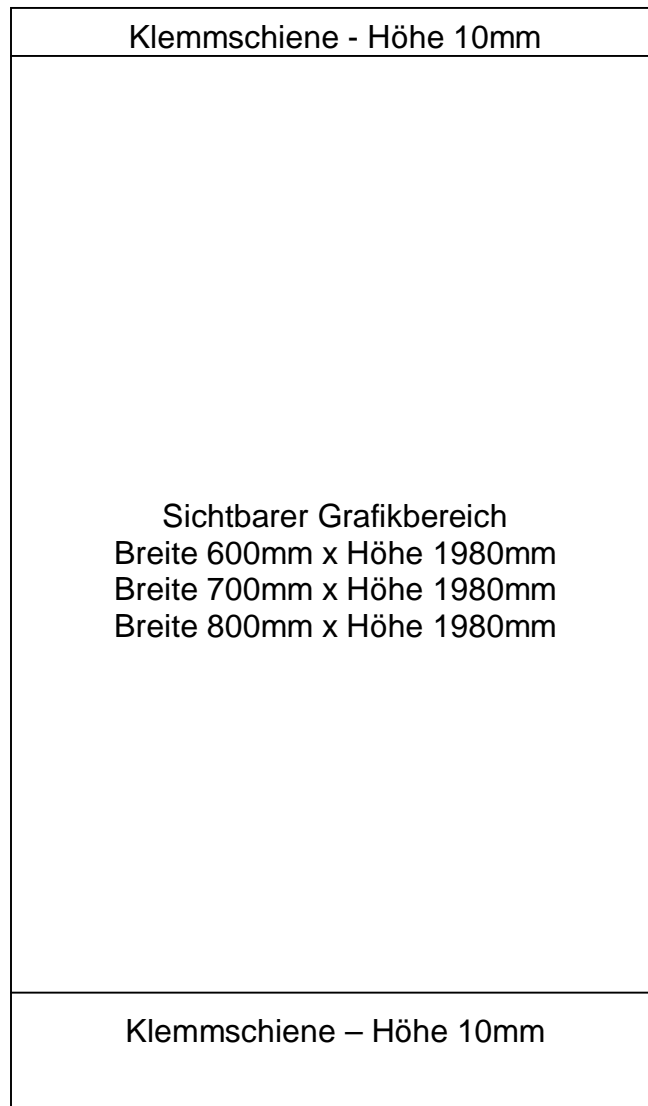 Klemmschiene - Höhe 10mm
Sichtbarer Grafikbereich
Breite 600mm x Höhe 1980mm
Breite 700mm x Höhe 1980mm
Breite 800mm x Höhe 1980mm
Klemmschiene – Höhe 10mm